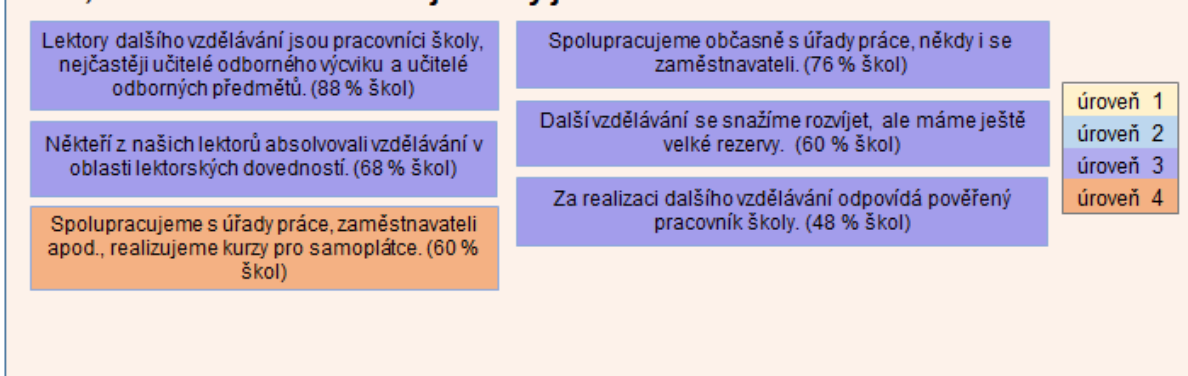 Lektory dalšího vzdělávání jsou pracovníci školy,
nejčastěji učitelé odborného výcviku a učitelé
odborných předmětů. (88 % škol)
Někteří z našich lektorů absolvovali vzdělávání v
oblasti lektorských dovedností. (68 % škol)
Spolupracujeme s úřady práce, zaměstnavateli
apod., realizujeme kurzy pro samoplátce. (60 %
škol)
Spolupracujeme občasně s úřady práce, někdy i se
zaměstnavateli. (76 % škol)
Další vzdělávání se snažíme rozvíjet, ale máme ještě
velké rezervy. (60 % škol)
Za realizaci dalšího vzdělávání odpovídá pověřený
pracovník školy. (48 % škol)
úroveň 1
úroveň 2
úroveň 3
úroveň 4